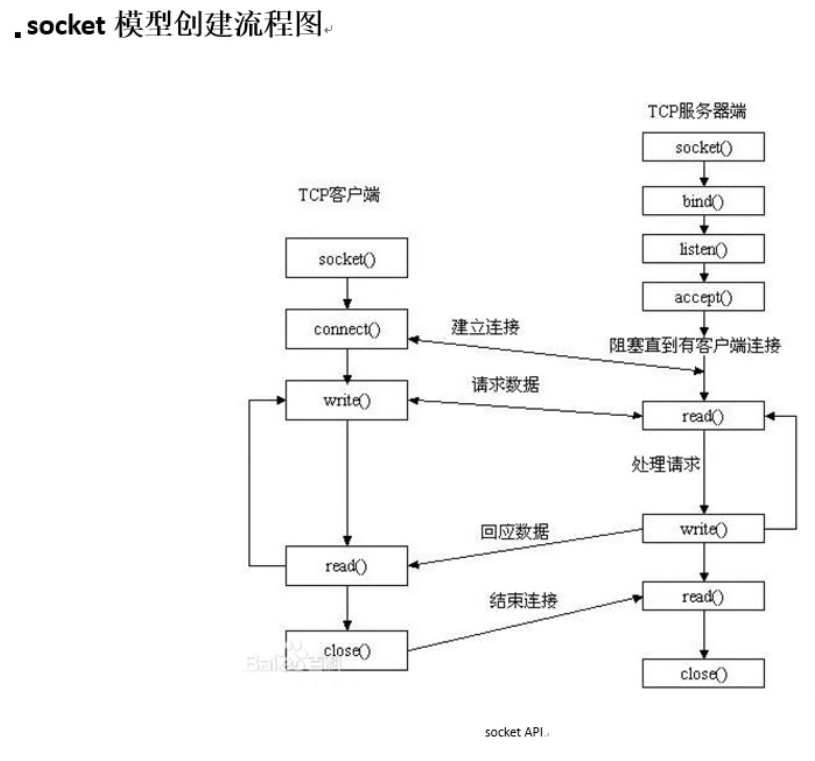 socket 模型创建流程图
TCP服务器端
socket()
bind()
listen()
accept()
阻塞直到有客户端连接
read()
处理请求
write()
read()
close()
TCP客户端
socket()
connect()
write()
read()
close()
建立连接
请求数据
回应数据
结束连接
Baidu百科
socket API